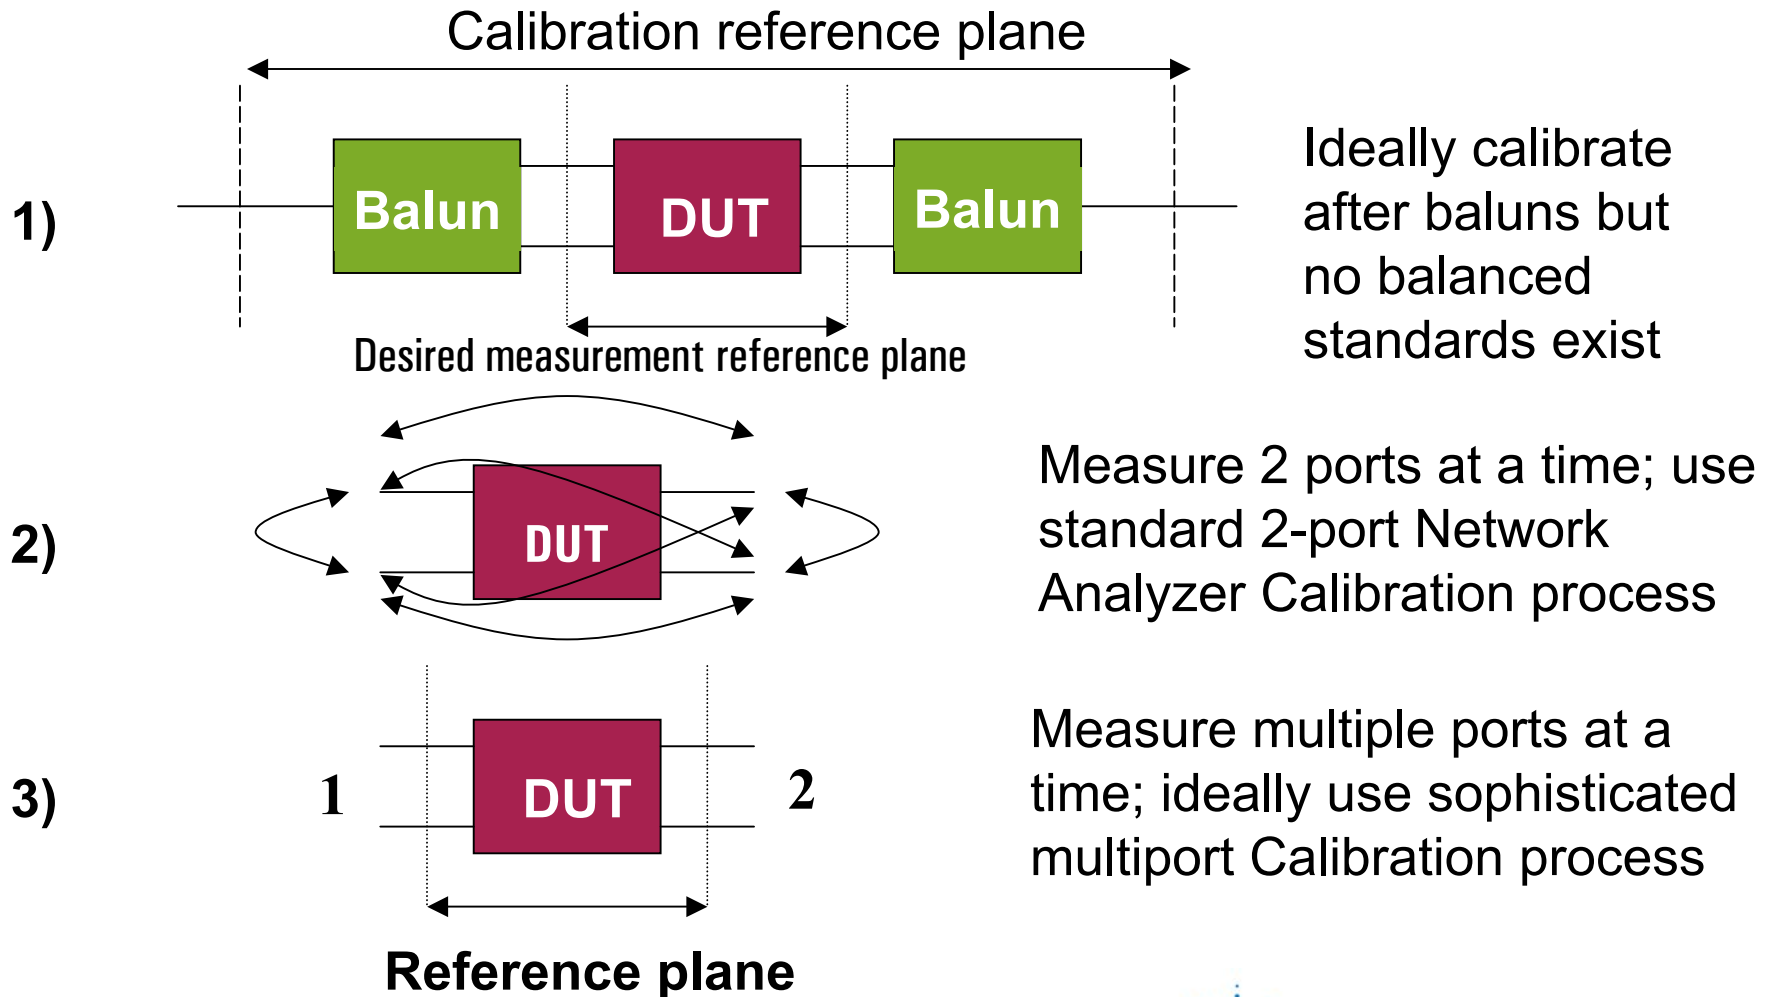 Calibration reference plane
1)
Balun
DUT
Balun
Ideally calibrate
after baluns but
no balanced
standards exist
Desired measurement reference plane
2)
DUT
Measure 2 ports at a time; use
standard 2-port Network
Analyzer Calibration process
3)
1
DUT
2
Measure multiple ports at a
time; ideally use sophisticated
multiport Calibration process
Reference plane